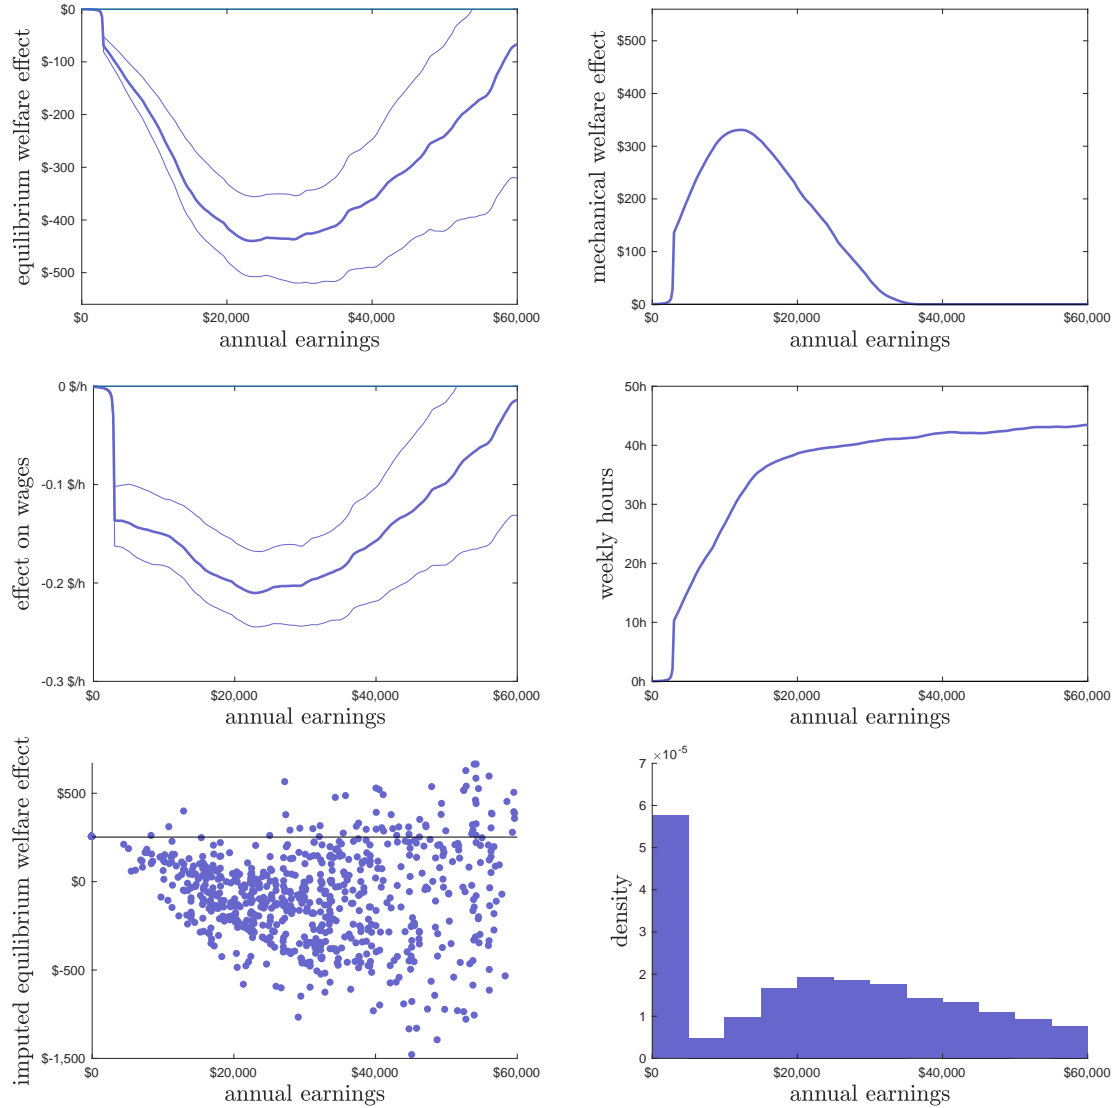 equilibrium welfare effect
$0
$-100
$-200
$-300
$-400
$-500
$0 $20,000 $40,000 $60,000
annual earnings
mechanical welfare effect
$500
$400
$300
$200
$100
$0
$0 $20,000 $40,000 $60,000
annual earnings
effect on wages
0 $/h
-0.1 $/h
-0.2 $/h
-0.3 $/h
$0 $20,000 $40,000 $60,000
annual earnings
weekly hours
50h
40h
30h
20h
10h
0h
$0 $20,000 $40,000 $60,000
annual earnings
imputed equilibrium welfare effect
$500
$0
$-500
$-1,500
$0 $20,000 $40,000 $60,000
annual earnings
density
×10-5
7
6
5
4
3
2
1
0
$0 $20,000 $40,000 $60,000
annual earnings